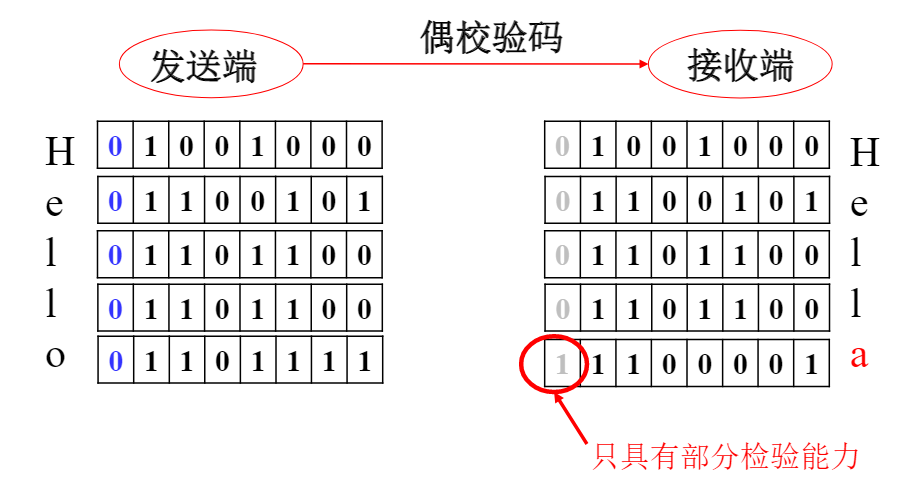 偶校验码
发送端 接收端
H 0 1 0 0 1 0 0 0 0 1 0 0 1 0 0 0 H
e 0 1 1 0 0 1 0 1 0 1 1 0 0 1 0 1 e
l 0 1 1 0 1 1 0 0 0 1 1 0 1 1 0 0 l
l 0 1 1 0 1 1 0 0 0 1 1 0 1 1 0 0 l
o 0 1 1 0 1 1 1 1 1 1 1 0 0 0 0 1 a
只具有部分检验能力